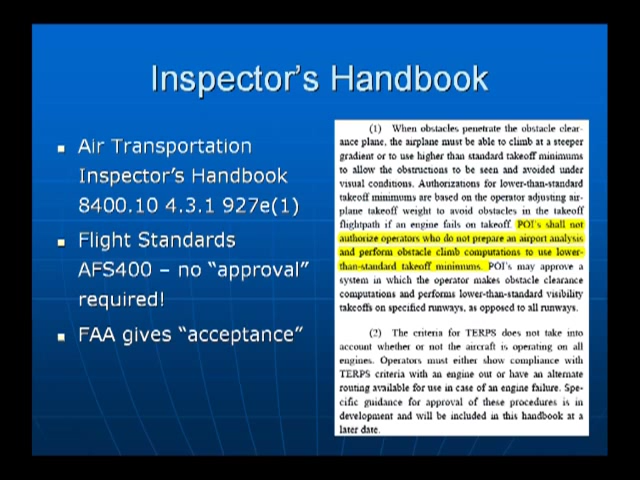 Inspector's Handbook
Air Transportation
Inspector's Handbook
8400.10 4.3.1 927e(1)
Flight Standards
AFS400 – no "approval"
required!
FAA gives "acceptance"
(1) When obstacles penetrate the obstacle clear-
ance plane, the airplane must be able to climb at a steeper
gradient or to use higher than standard takeoff minimums
to allow the obstructions to be seen and avoided under
visual conditions. Authorizations for lower-than-standard
takeoff minimums are based on the operator adjusting air-
plane takeoff weight to avoid obstacles in the takeoff
flightpath if an engine fails on takeoff. POI's shall not
authorize operators who do not prepare an airport analysis
and perform obstacle climb computations to use lower-
than-standard takeoff minimums. POI's may approve a
system in which the operator makes obstacle clearance
computations and performs lower-than-standard visibility
takeoffs on specified runways, as opposed to all runways.
(2) The criteria for TERPS does not take into
account whether or not the aircraft is operating on all
engines. Operators must either show compliance with
TERPS criteria with an engine out or have an alternate
routing available for use in case of an engine failure. Spe-
cific guidance for approval of these procedures is in
development and will be included in this handbook at a
later date.